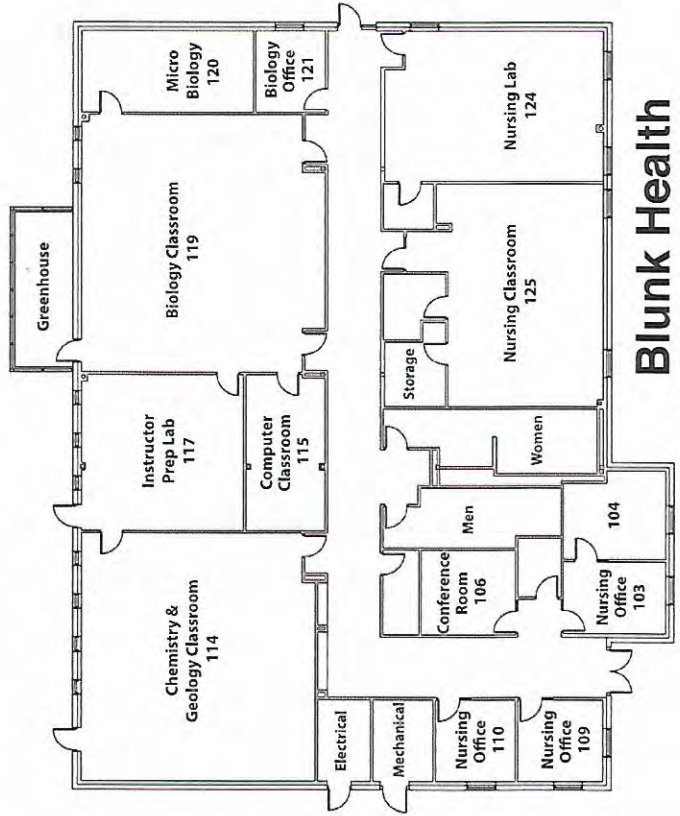 Greenhouse
Micro
Biology
120
Biology
Office
121
Biology Classroom
119
Instructor
Prep Lab
117
Computer
Classroom
115
Chemistry &
Geology Classroom
114
Nursing Lab
124
Nursing Classroom
125
Storage
Women
Men
Conference
Room
106
104
Nursing
Office
103
Electrical
Mechanical
Nursing
Office
110
Nursing
Office
109
Blunk Health